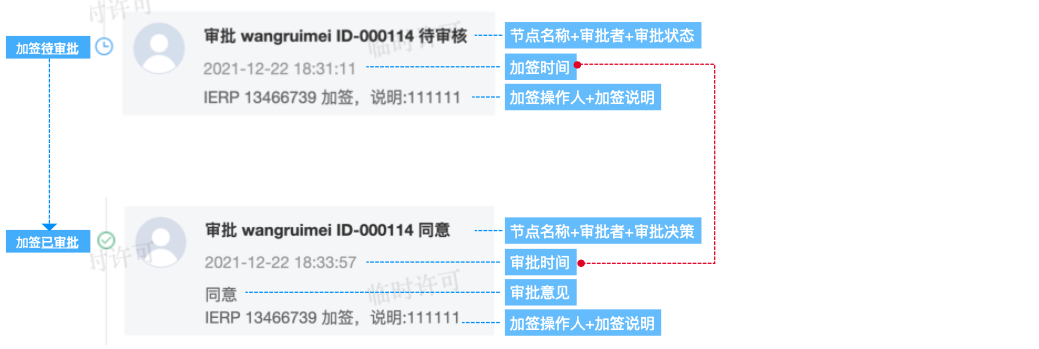 时许可
临时许可
审批 wangruimei ID-000114 待审核
节点名称+审批者+审批状态
加签待审批
2021-12-22 18:31:11
加签时间
IERP 13466739 加签，说明:111111
加签操作人+加签说明
审批 wangruimei ID-000114 同意
节点名称+审批者+审批决策
加签已审批
时许可
2021-12-22 18:33:57
审批时间
临时许可
同意
审批意见
IERP 13466739 加签，说明:111111
加签操作人+加签说明